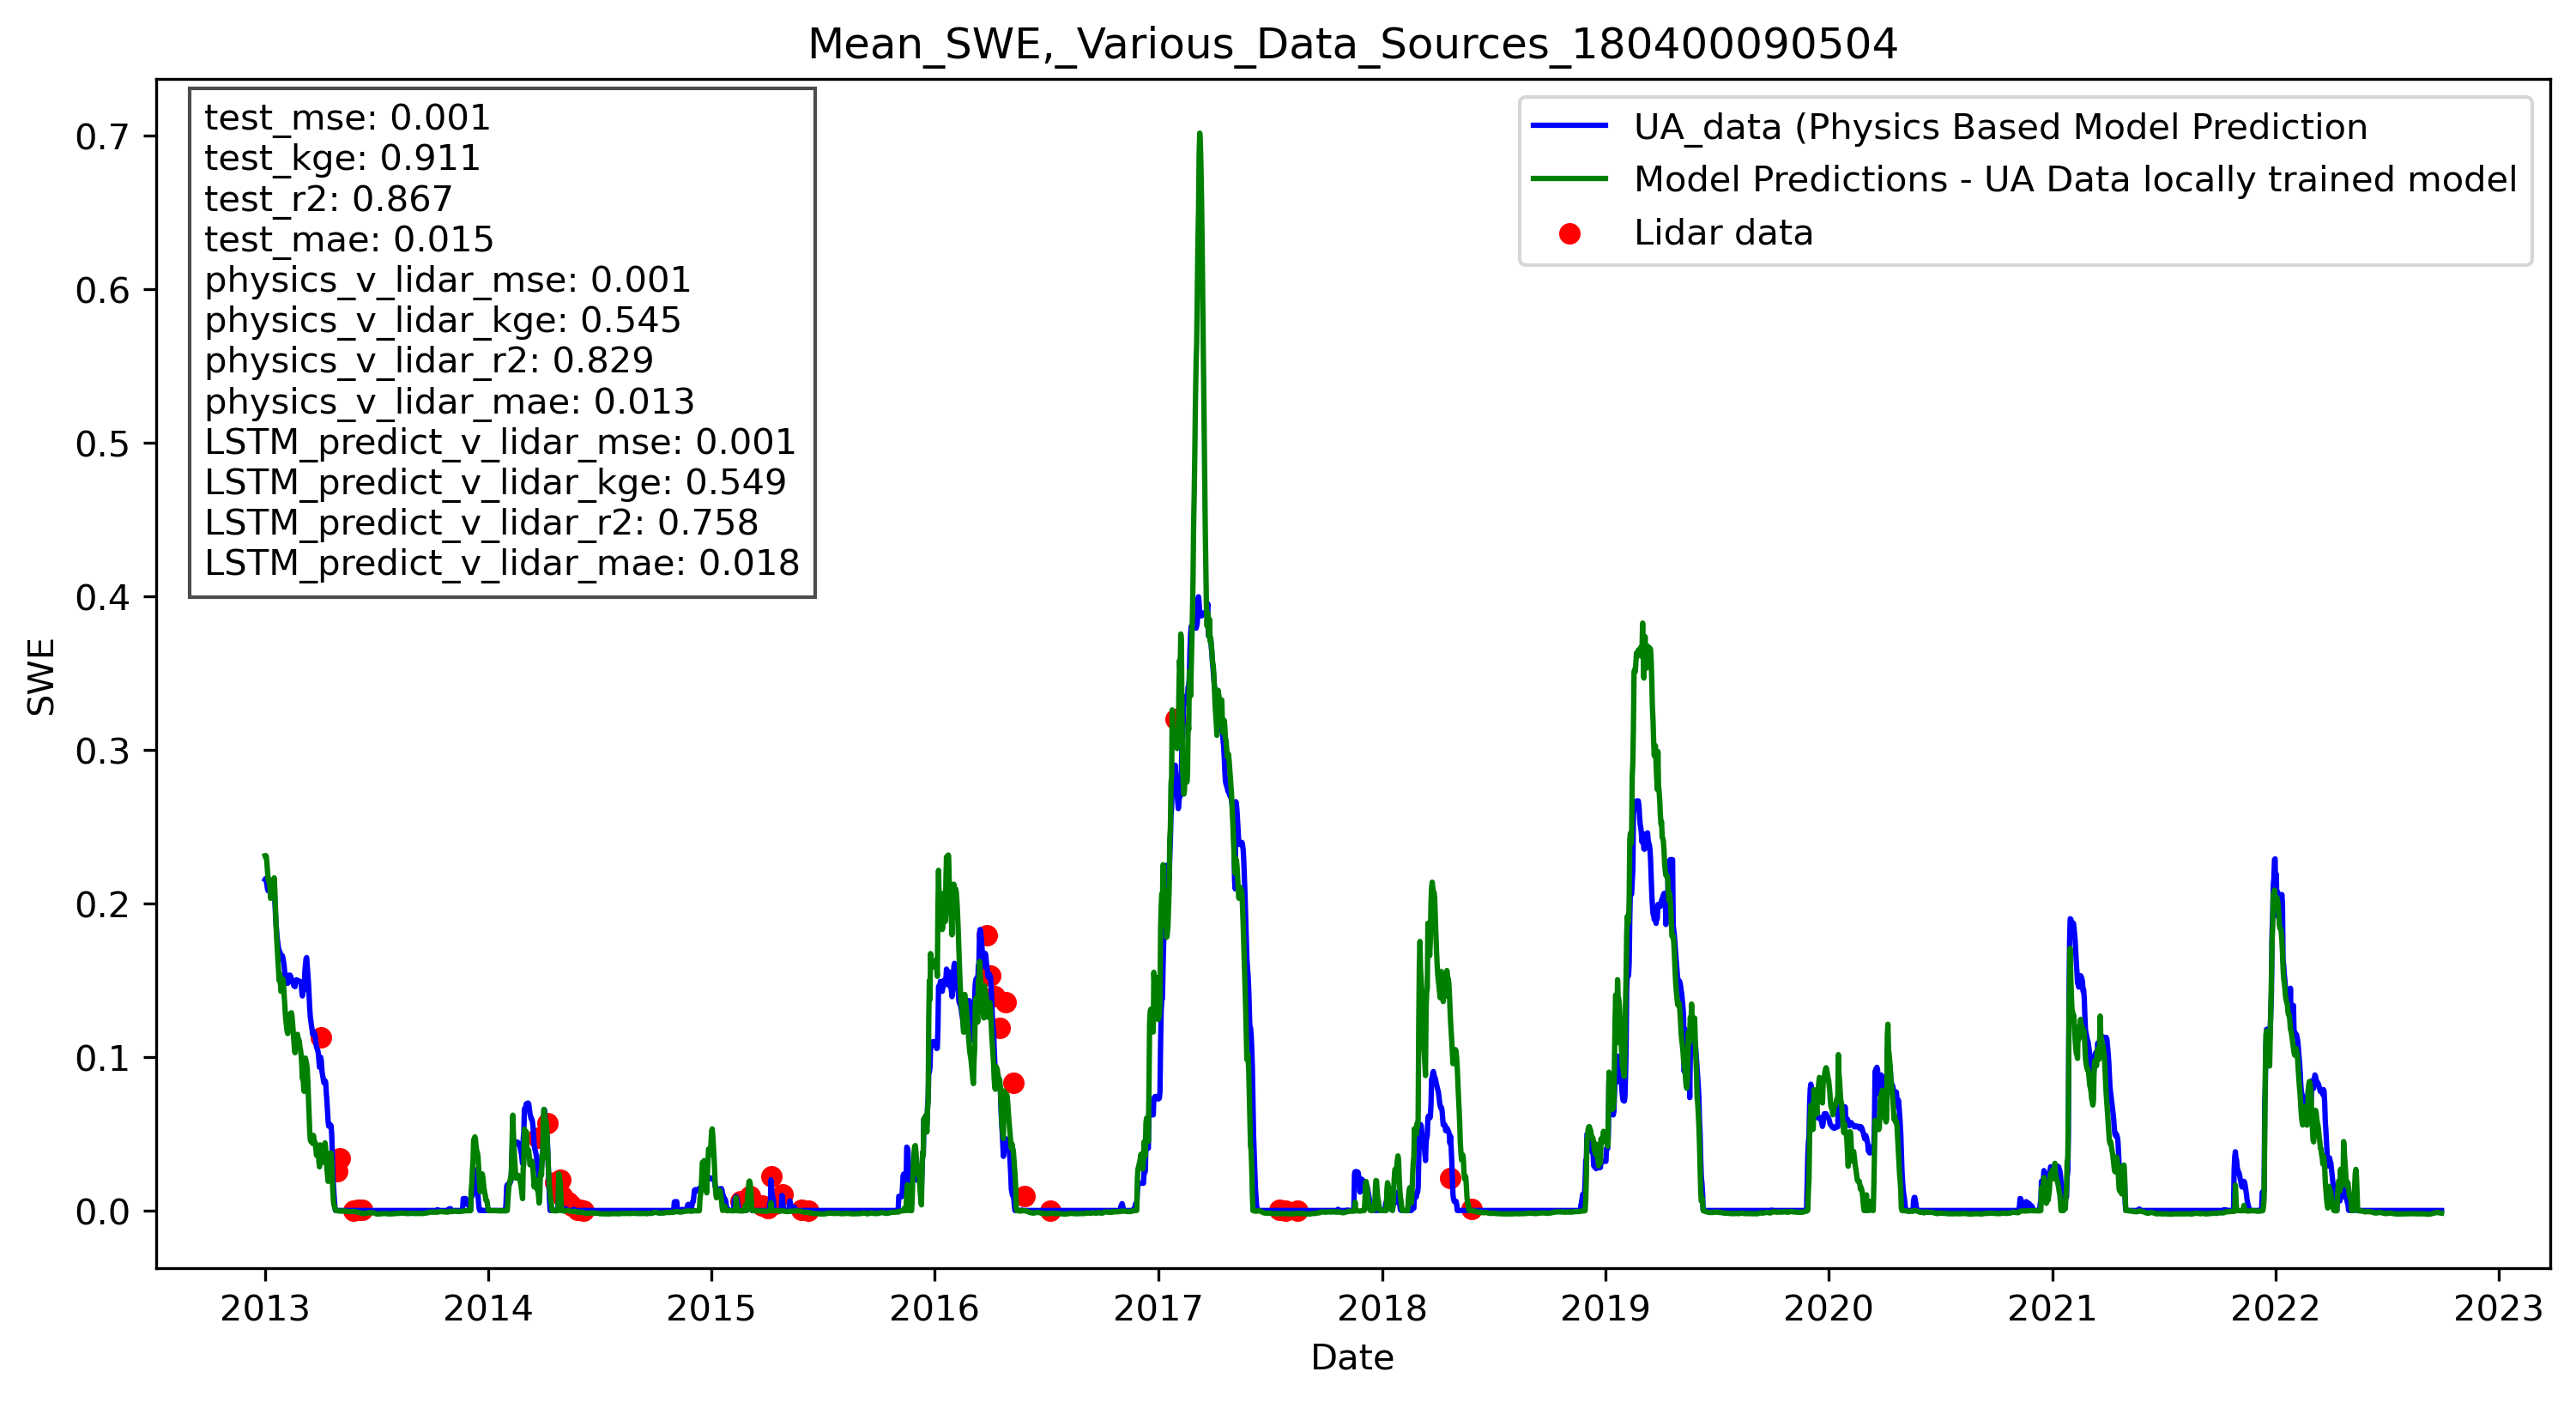 Mean_SWE,_Various_Data_Sources_180400090504
test_mse: 0.001
test_kge: 0.911
test_r2: 0.867
test_mae: 0.015
physics_v_lidar_mse: 0.001
physics_v_lidar_kge: 0.545
physics_v_lidar_r2: 0.829
physics_v_lidar_mae: 0.013
LSTM_predict_v_lidar_mse: 0.001
LSTM_predict_v_lidar_kge: 0.549
LSTM_predict_v_lidar_r2: 0.758
LSTM_predict_v_lidar_mae: 0.018
UA_data (Physics Based Model Prediction
Model Predictions - UA Data locally trained model
Lidar data
SWE
0.7
0.6
0.5
0.4
0.3
0.2
0.1
0.0
2013 2014 2015 2016 2017 2018 2019 2020 2021 2022 2023
Date